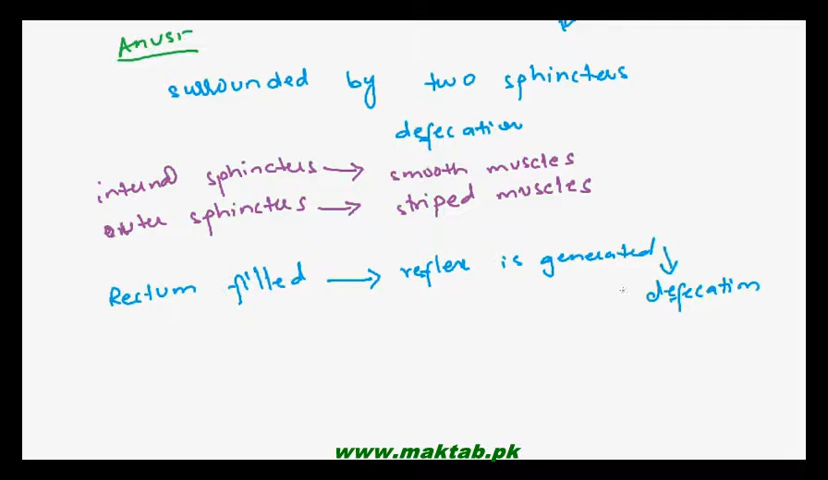 Anus:-
surrounded by two sphincters
defecation
internal sphincters → smooth muscles
outer sphincters → striped muscles
Rectum filled → reflex is generated ↓
defecation
www.maktab.pk